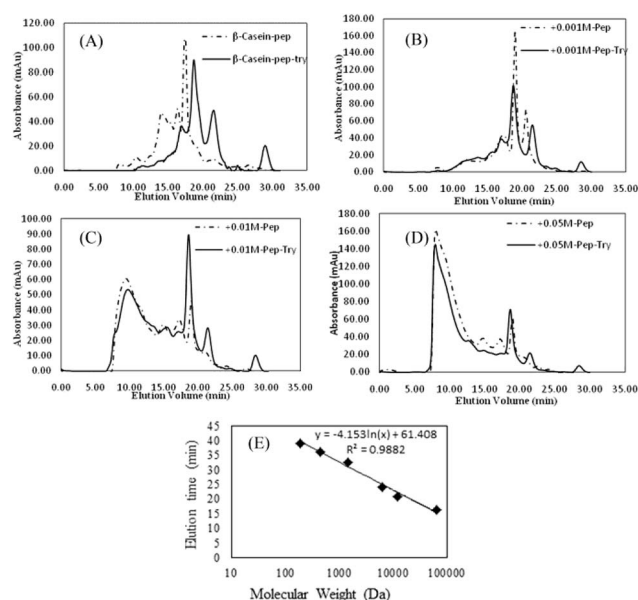 (A)
β-Casein-pep
β-Casein-pep-try
Absorbance (mAu)
120.00
100.00
80.00
60.00
40.00
20.00
0.00
0.00 5.00 10.00 15.00 20.00 25.00 30.00 35.00
Elution Volume (min)
(B)
+0.001M-Pep
+0.001M-Pep-Try
Absorbance (mAu)
180.00
160.00
140.00
120.00
100.00
80.00
60.00
40.00
20.00
0.00
0.00 5.00 10.00 15.00 20.00 25.00 30.00 35.00
Elution Volume (min)
(C)
+0.01M-Pep
+0.01M-Pep-Try
Absorbance (mAu)
100.00
90.00
80.00
70.00
60.00
50.00
40.00
30.00
20.00
10.00
0.00
0.00 5.00 10.00 15.00 20.00 25.00 30.00 35.00
Elution Volume (min)
(D)
+0.05M-Pep
+0.05M-Pep-Try
Absorbance (mAu)
180.00
160.00
140.00
120.00
100.00
80.00
60.00
40.00
20.00
0.00
0.00 5.00 10.00 15.00 20.00 25.00 30.00 35.00
Elution Volume (min)
(E)
y = -4.153ln(x) + 61.408
R² = 0.9882
Elution time (min)
45
40
35
30
25
20
15
10
5
0
10 100 1000 10000 100000
Molecular Weight (Da)